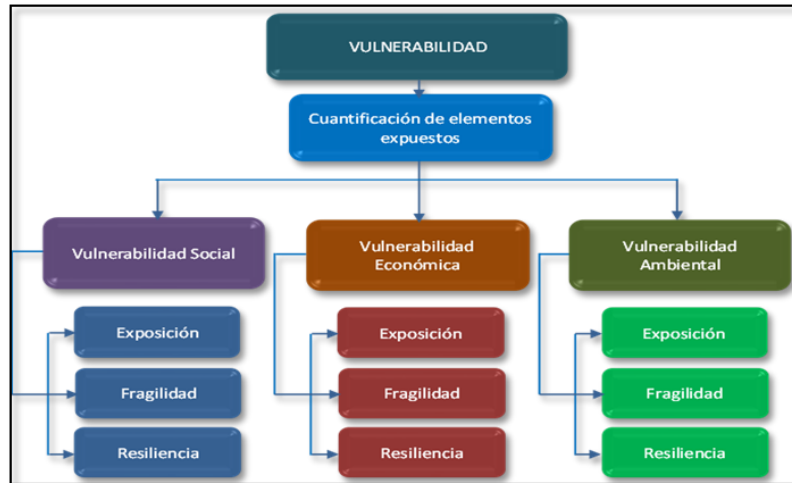 VULNERABILIDAD
Cuantificación de elementos
expuestos
Vulnerabilidad Social
Vulnerabilidad
Económica
Vulnerabilidad
Ambiental
Exposición
Exposición
Exposición
Fragilidad
Fragilidad
Fragilidad
Resiliencia
Resiliencia
Resiliencia